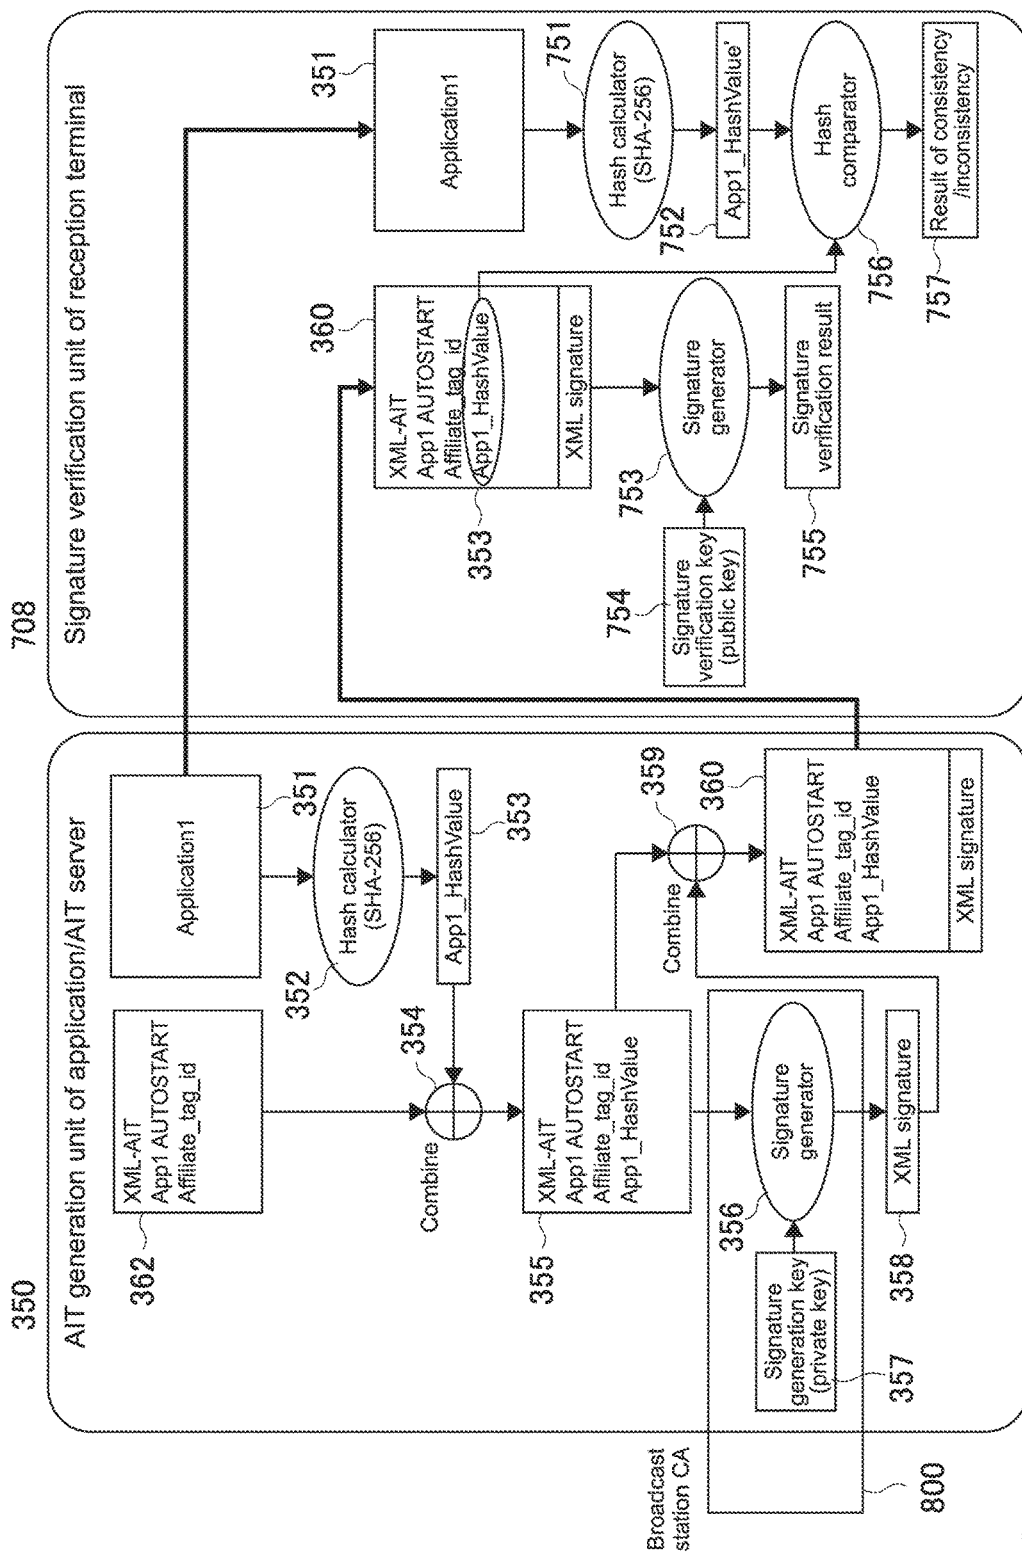 350
AIT generation unit of application/AIT server
XML-AIT
App1 AUTOSTART
Affiliate_tag_id
362
Application1
351
Hash calculator
(SHA-256)
352
App1_HashValue
353
Combine
354
XML-AIT
App1 AUTOSTART
Affiliate_tag_id
App1_HashValue
355
Broadcast
station CA
800
Signature
generation key
(private key)
357
Signature
generator
356
XML signature
358
Combine
359
360
XML-AIT
App1 AUTOSTART
Affiliate_tag_id
App1_HashValue
XML signature
708
Signature verification unit of reception terminal
360
XML-AIT
App1 AUTOSTART
Affiliate_tag_id
App1_HashValue
353
XML signature
Signature
verification key
(public key)
754
Signature
generator
753
Signature
verification result
755
Application1
351
Hash calculator
(SHA-256)
751
App1_HashValue'
752
Hash
comparator
756
Result of consistency
/inconsistency
757